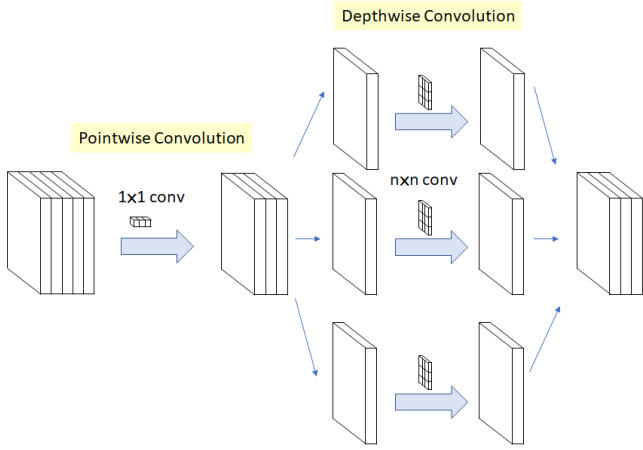 Depthwise Convolution
Pointwise Convolution
1x1 conv
nxn conv